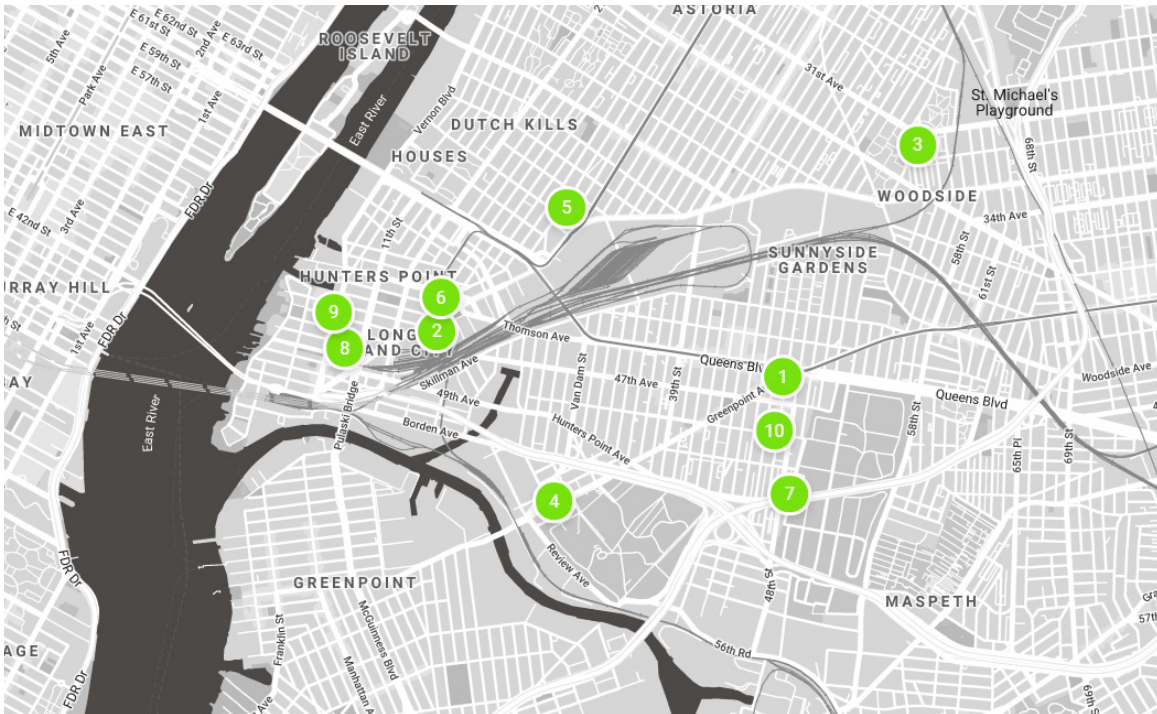 ASTORIA
E 62nd St
E 61st St
2nd Ave
5th Ave
E 63rd St
ROOSEVELT
ISLAND
E 59th St
E 57th St
Park Ave
1st Ave
31st Ave
St. Michael's
Playground
East River
Vernon Blvd
MIDTOWN EAST
DUTCH KILLS
HOUSES
3
68th St
FDR Dr
WOODSIDE
E 42nd St
3rd Ave
11th St
5
34th Ave
58th St
SUNNYSIDE
GARDENS
HUNTERS POINT
61st St
URRAY HILL
6
9
1st Ave
FDR Dr
2
LONG
AND CITY
8
Thomson Ave
Skillman Ave
Queens Blv
1
Woodside Ave
47th Ave
Van Dam St
39th St
Greenpoint A
Queens Blvd
49th Ave
Pulaski Bridge
Borden Ave
Hunters Point Ave
10
58th St
65th Pl
69th St
East River
7
4
Review Ave
FDR Dr
GREENPOINT
48th St
MASPETH
Franklin St
McGuinness Blvd
56th Rd
57th
AGE
Manhattan A
FDR Dr
69th St